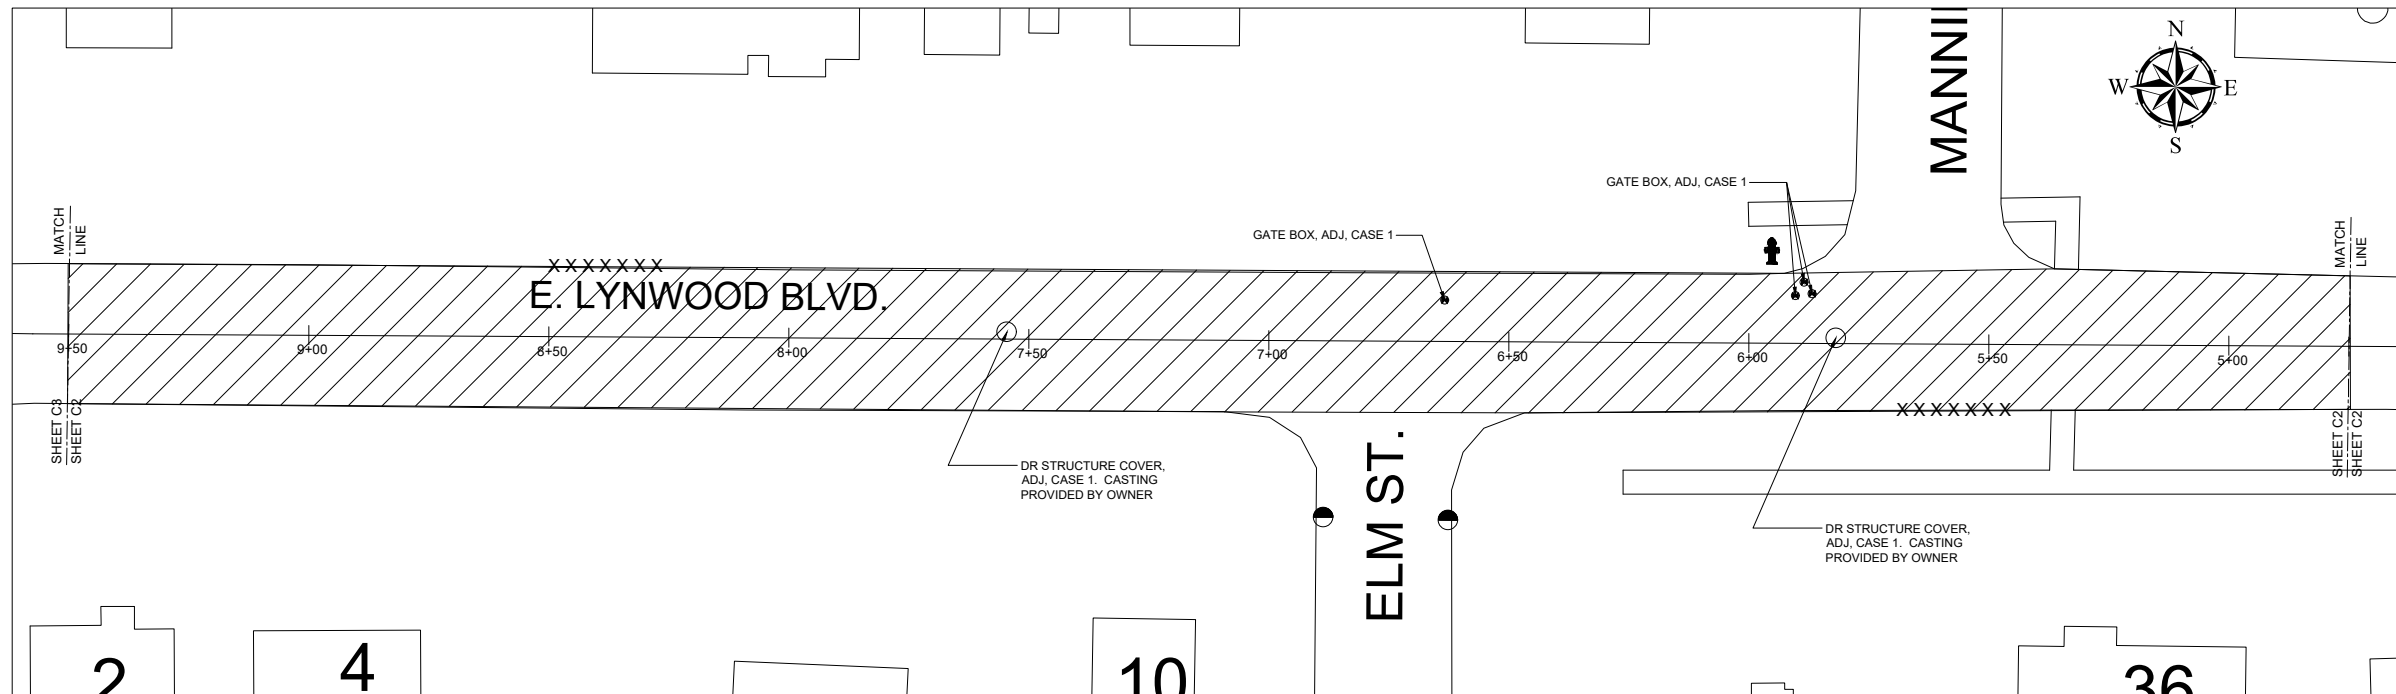 MANNI
N
W E
S
GATE BOX, ADJ, CASE 1
GATE BOX, ADJ, CASE 1
MATCH
LINE
MATCH
LINE
XXXXXXX
E. LYNWOOD BLVD.
9+50
9+00
8+50
8+00
7+50
7+00
6+50
6+00
5+50
5+00
SHEET C3
SHEET C2
XXXXXXX
SHEET C2
SHEET C2
ELM ST.
DR STRUCTURE COVER,
ADJ, CASE 1. CASTING
PROVIDED BY OWNER
DR STRUCTURE COVER,
ADJ, CASE 1. CASTING
PROVIDED BY OWNER
2
4
10
36